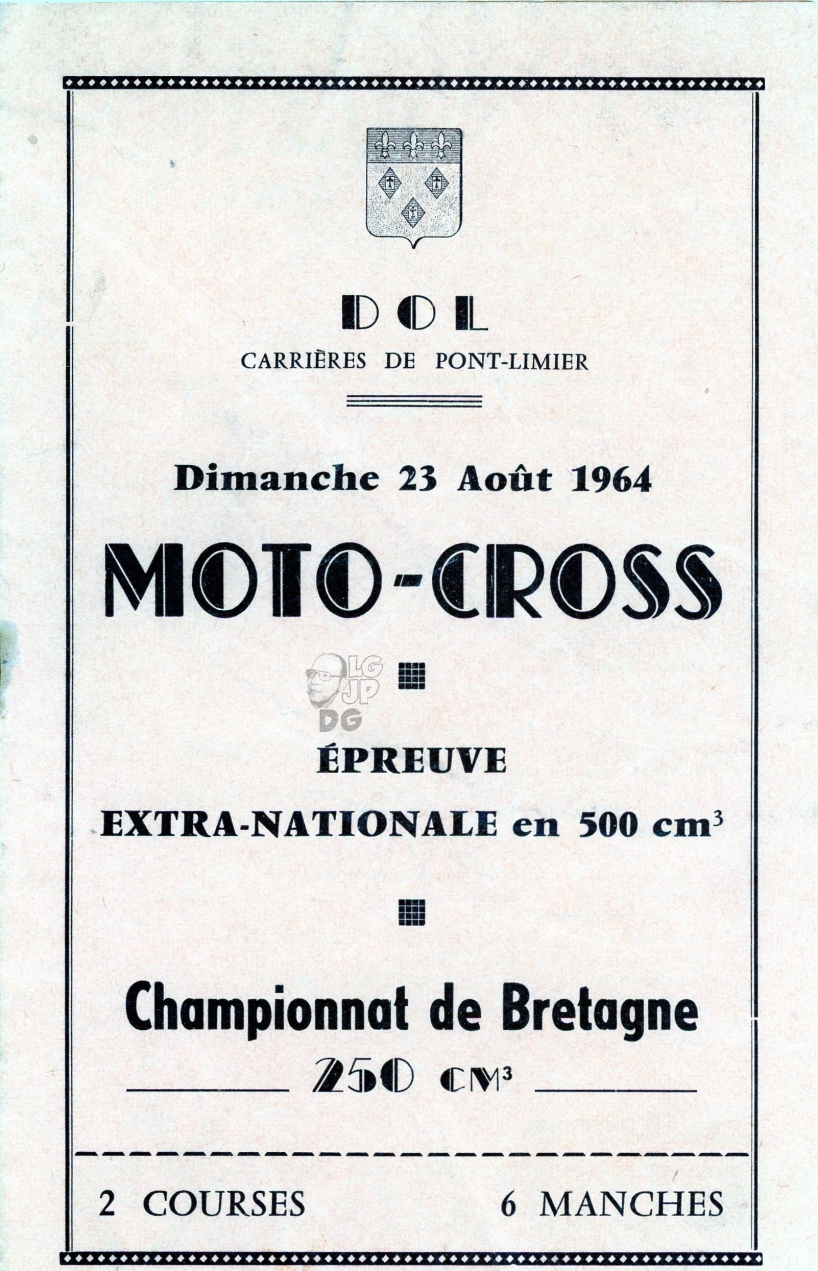 DOL
CARRIÈRES DE PONT-LIMIER
Dimanche 23 Août 1964
MOTO-CROSS
LG
JP
DG
ÉPREUVE
EXTRA-NATIONALE en 500 cm³
Championnat de Bretagne
250 CM³
2 COURSES 6 MANCHES